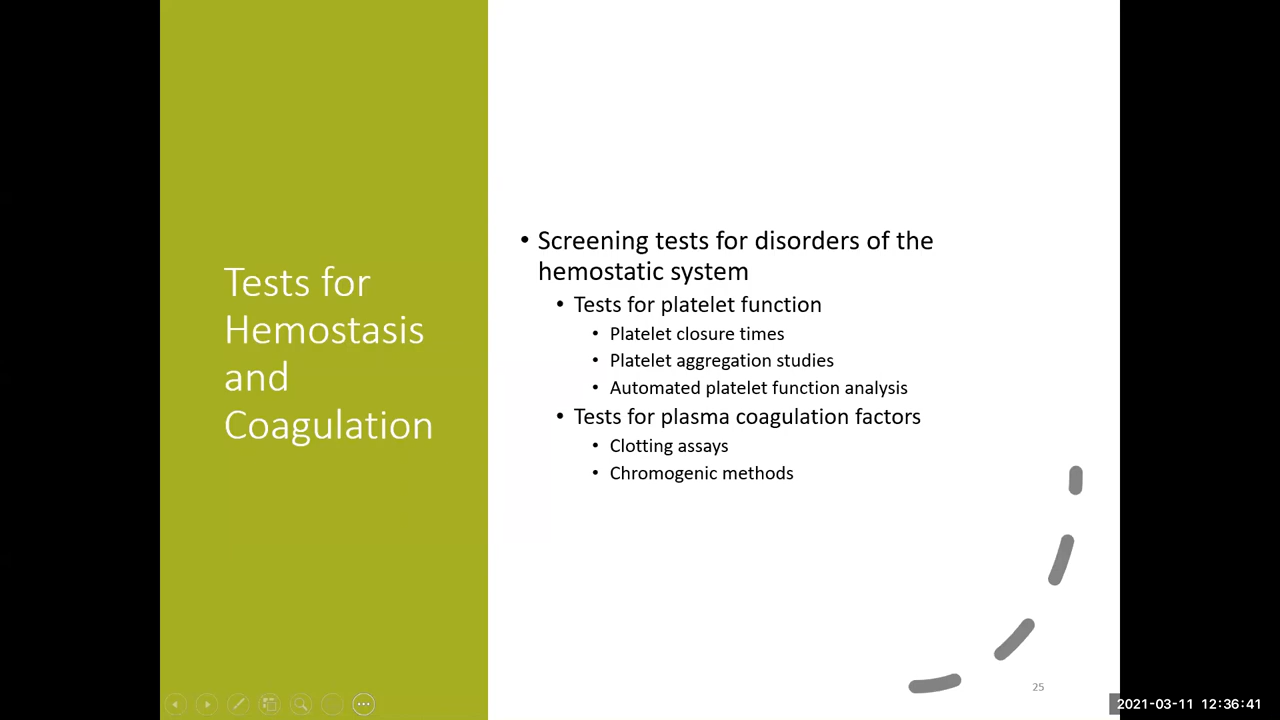 Tests for
Hemostasis
and
Coagulation
• Screening tests for disorders of the
hemostatic system
• Tests for platelet function
• Platelet closure times
• Platelet aggregation studies
• Automated platelet function analysis
• Tests for plasma coagulation factors
• Clotting assays
• Chromogenic methods
25
2021-03-11 12:36:41